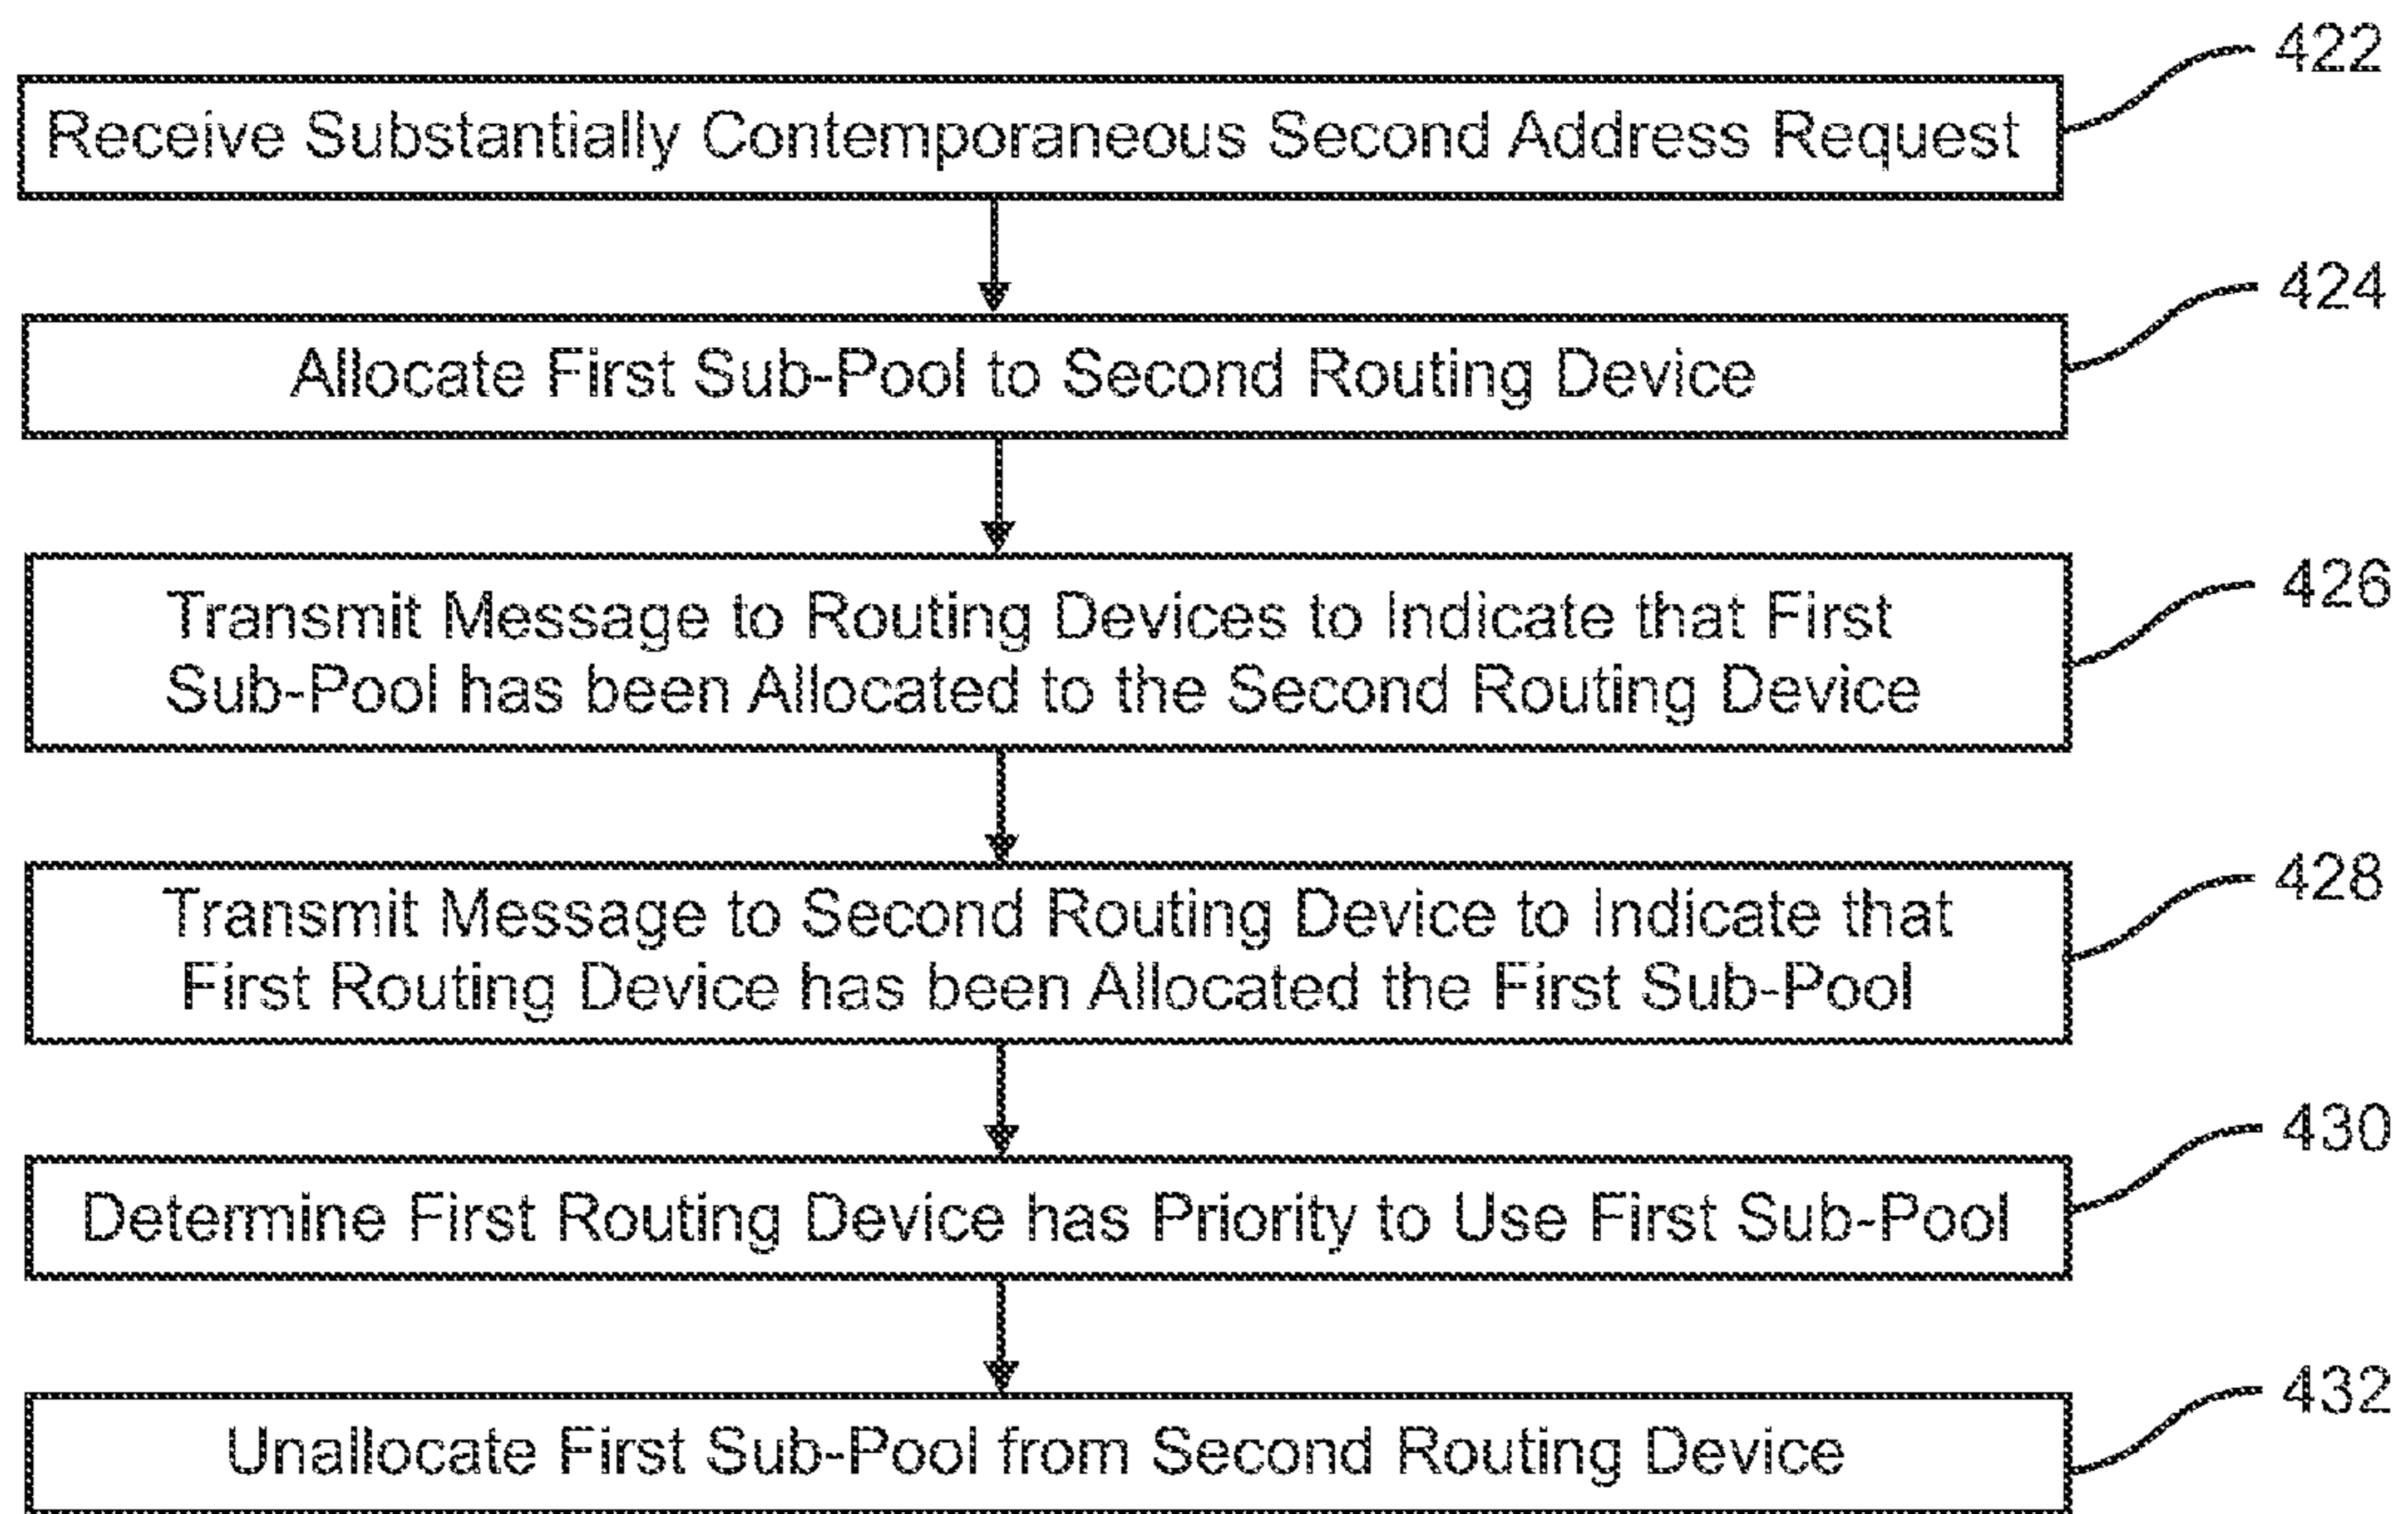 422
Receive Substantially Contemporaneous Second Address Request
424
Allocate First Sub-Pool to Second Routing Device
426
Transmit Message to Routing Devices to Indicate that First
Sub-Pool has been Allocated to the Second Routing Device
428
Transmit Message to Second Routing Device to Indicate that
First Routing Device has been Allocated the First Sub-Pool
430
Determine First Routing Device has Priority to Use First Sub-Pool
432
Unallocate First Sub-Pool from Second Routing Device